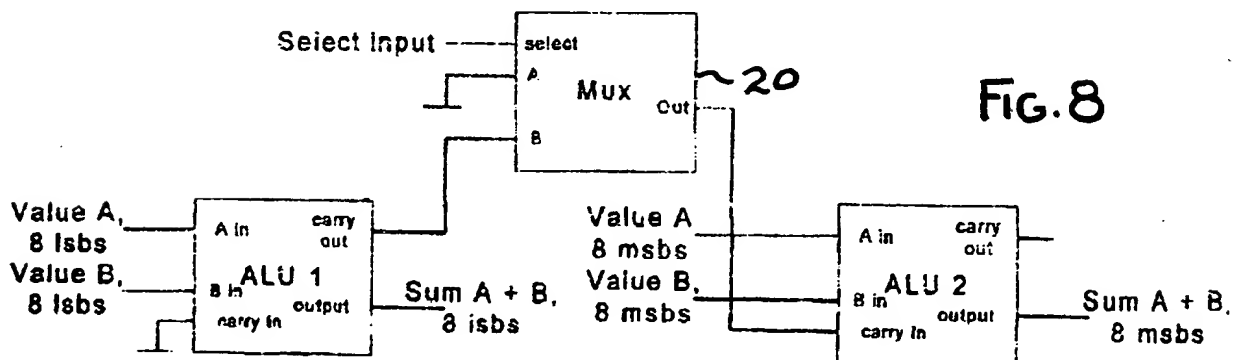 Select Input
select
A
Mux
Out
B
20
FIG. 8
Value A,
8 lsbs
Value B,
8 lsbs
A in
carry
out
ALU 1
B in
output
carry in
Sum A + B,
8 lsbs
Value A
8 msbs
Value B,
8 msbs
A in
carry
out
ALU 2
B in
output
carry in
Sum A + B,
8 msbs